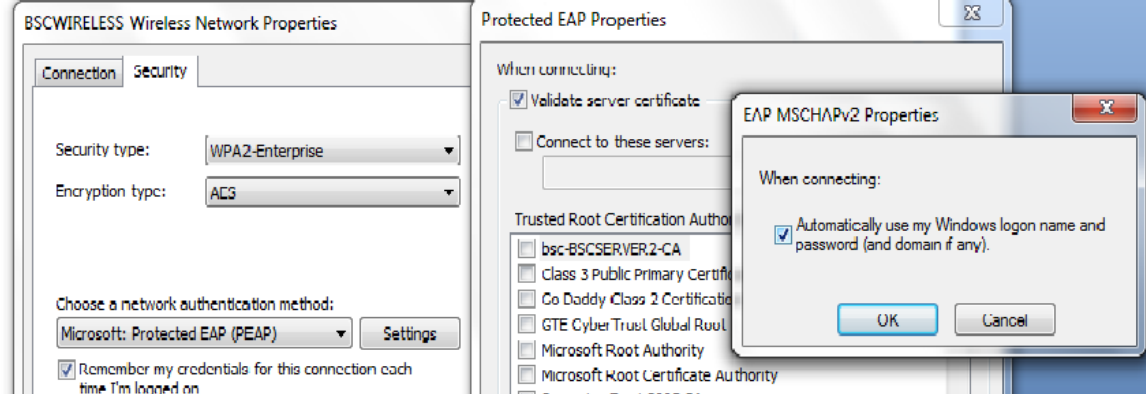 BSCWIRELESS Wireless Network Properties
Connection
Security
Security type:
WPA2-Enterprise
Encryption type:
AES
Choose a network authentication method:
Microsoft: Protected EAP (PEAP)
Settings
Remember my credentials for this connection each
time I'm logged on
Protected EAP Properties
When connecting:
Validate server certificate
Connect to these servers:
Trusted Root Certification
bsc-BSCSERVER2-CA
Class 3 Public Primary
Go Daddy Class 2
GTE CyberTrust Global Root
Microsoft Root Authority
Microsoft Root Certificate Authority
EAP MSCHAPv2 Properties
When connecting:
Automatically use my Windows logon name and
password (and domain if any).
OK
Cancel